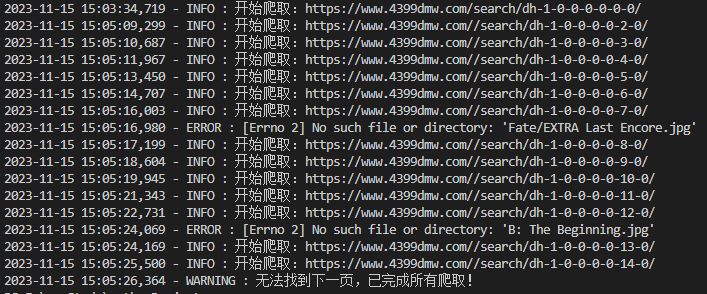 2023-11-15 15:03:34,719 - INFO : 开始爬取：https://www.4399dmw.com/search/dh-1-0-0-0-0-0-0/
2023-11-15 15:05:09,299 - INFO : 开始爬取：https://www.4399dmw.com//search/dh-1-0-0-0-0-2-0/
2023-11-15 15:05:10,687 - INFO : 开始爬取：https://www.4399dmw.com//search/dh-1-0-0-0-0-3-0/
2023-11-15 15:05:11,967 - INFO : 开始爬取：https://www.4399dmw.com//search/dh-1-0-0-0-0-4-0/
2023-11-15 15:05:13,450 - INFO : 开始爬取：https://www.4399dmw.com//search/dh-1-0-0-0-0-5-0/
2023-11-15 15:05:14,707 - INFO : 开始爬取：https://www.4399dmw.com//search/dh-1-0-0-0-0-6-0/
2023-11-15 15:05:16,003 - INFO : 开始爬取：https://www.4399dmw.com//search/dh-1-0-0-0-0-7-0/
2023-11-15 15:05:16,980 - ERROR : [Errno 2] No such file or directory: 'Fate/EXTRA Last Encore.jpg'
2023-11-15 15:05:17,199 - INFO : 开始爬取：https://www.4399dmw.com//search/dh-1-0-0-0-0-8-0/
2023-11-15 15:05:18,604 - INFO : 开始爬取：https://www.4399dmw.com//search/dh-1-0-0-0-0-9-0/
2023-11-15 15:05:19,945 - INFO : 开始爬取：https://www.4399dmw.com//search/dh-1-0-0-0-0-10-0/
2023-11-15 15:05:21,343 - INFO : 开始爬取：https://www.4399dmw.com//search/dh-1-0-0-0-0-11-0/
2023-11-15 15:05:22,731 - INFO : 开始爬取：https://www.4399dmw.com//search/dh-1-0-0-0-0-12-0/
2023-11-15 15:05:24,069 - ERROR : [Errno 2] No such file or directory: 'B: The Beginning.jpg'
2023-11-15 15:05:24,169 - INFO : 开始爬取：https://www.4399dmw.com//search/dh-1-0-0-0-0-13-0/
2023-11-15 15:05:25,500 - INFO : 开始爬取：https://www.4399dmw.com//search/dh-1-0-0-0-0-14-0/
2023-11-15 15:05:26,364 - WARNING : 无法找到下一页，已完成所有爬取！